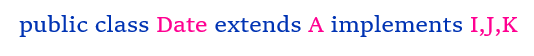 public class Date extends A implements I,J,K